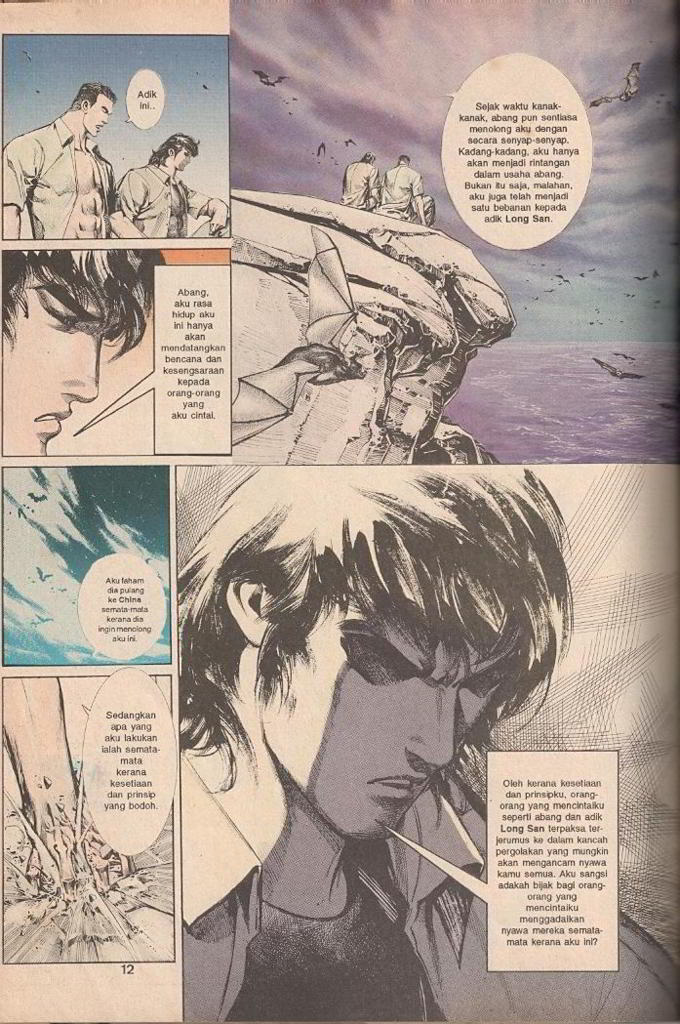 Adik
ini..
Sejak waktu kanak-
kanak, abang pun sentiasa
menolong aku dengan
secara senyap-senyap.
Kadang-kadang, aku hanya
akan menjadi rintangan
dalam usaha abang.
Bukan itu saja, malahan,
aku juga telah menjadi
satu bebanan kepada
adik Long San.
Abang,
aku rasa
hidup aku
ini hanya
akan
mendatangkan
bencana dan
kesengsaraan
kepada
orang-orang
yang
aku cintai.
Aku faham
dia pulang
ke China
semata-mata
kerana dia
ingin menolong
aku ini.
Sedangkan
apa yang
aku lakukan
ialah semata-
mata
kerana
kesetiaan
dan prinsip
yang bodoh.
Oleh kerana kesetiaan
dan prinsipku, orang-
orang yang mencintaiku
seperti abang dan adik
Long San terpaksa ter-
jerumus ke dalam kancah
pergolakan yang mungkin
akan mengancam nyawa
kamu semua. Aku sangsi
adakah bijak bagi orang-
orang yang
mencintaiku
menggadaikan
nyawa mereka semata-
mata kerana aku ini?
12